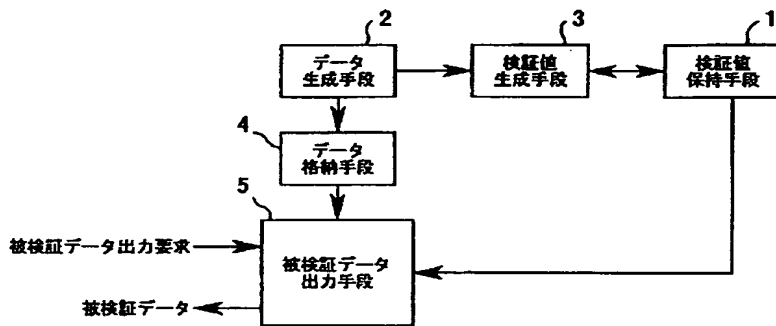 2
3
1
データ
生成手段
検証値
生成手段
検証値
保持手段
4
データ
格納手段
5
被検証データ出力要求
被検証データ
出力手段
被検証データ